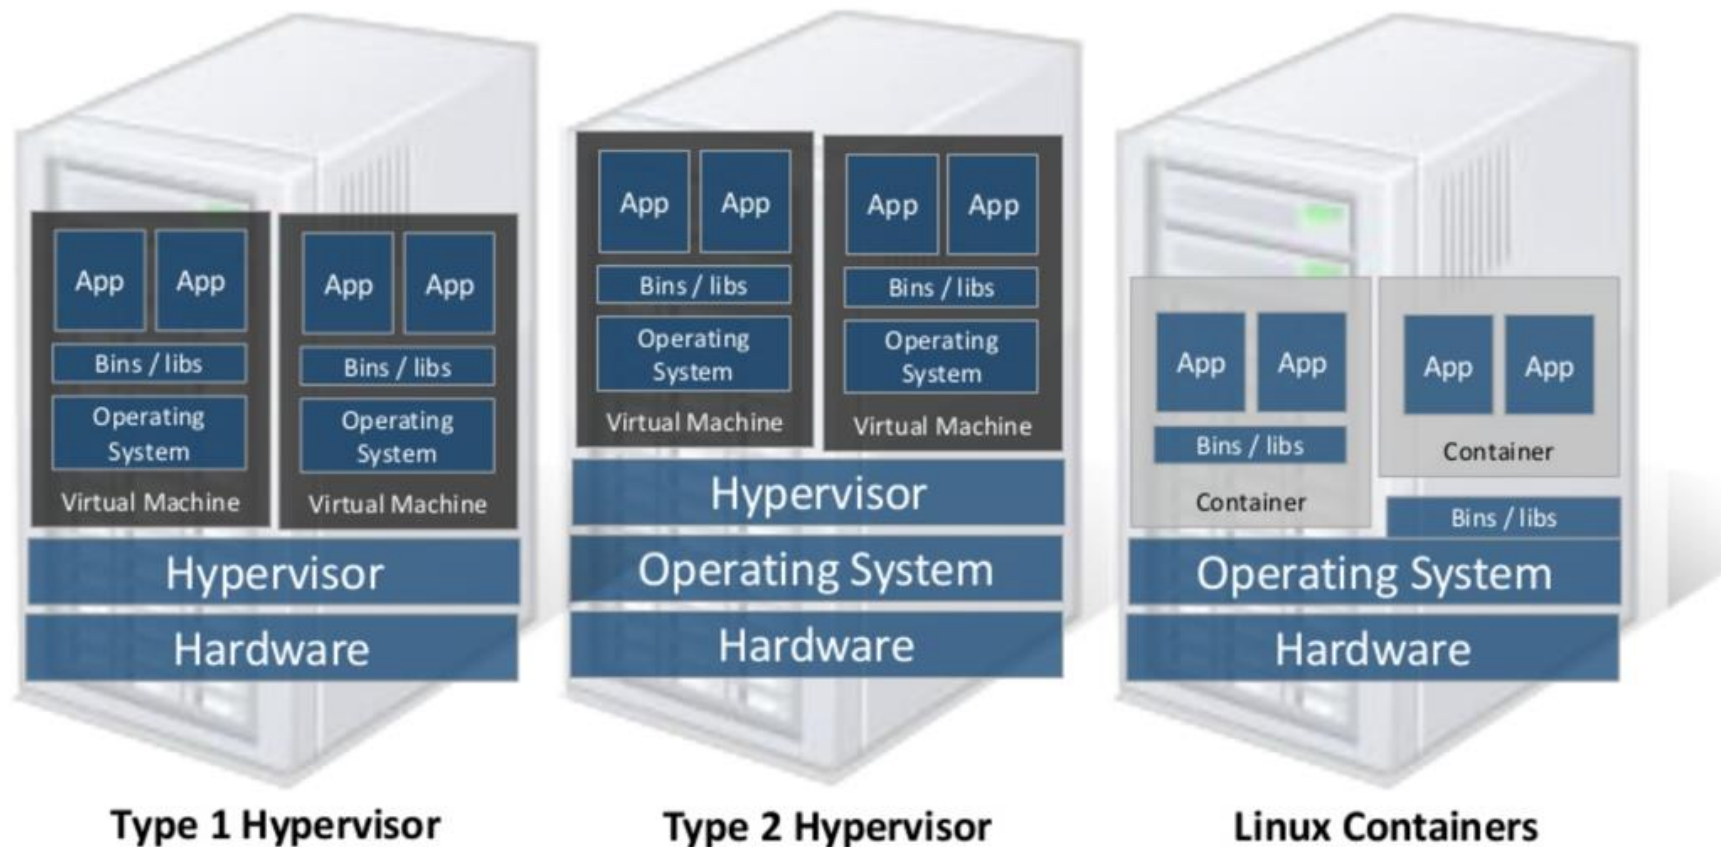 App App
Bins / libs
Operating
System
Virtual Machine
App App
Bins / libs
Operating
System
Virtual Machine
Hypervisor
Hardware
Type 1 Hypervisor
App App
Bins / libs
Operating
System
Virtual Machine
App App
Bins / libs
Operating
System
Virtual Machine
Hypervisor
Operating System
Hardware
Type 2 Hypervisor
App App
Bins / libs
Container
App App
Container
Bins / libs
Operating System
Hardware
Linux Containers